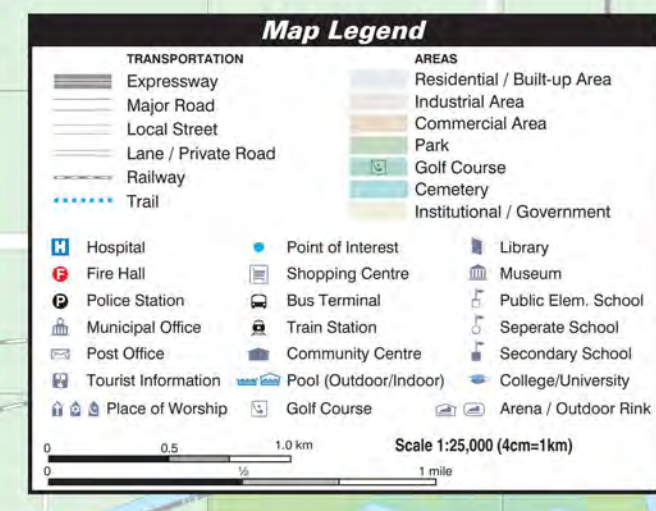 Map Legend
TRANSPORTATION
Expressway
Major Road
Local Street
Lane / Private Road
Railway
Trail
AREAS
Residential / Built-up Area
Industrial Area
Commercial Area
Park
Golf Course
Cemetery
Institutional / Government
H Hospital
F Fire Hall
P Police Station
Municipal Office
Post Office
Tourist Information
Place of Worship
Point of Interest
Shopping Centre
Bus Terminal
Train Station
Community Centre
Pool (Outdoor/Indoor)
Golf Course
Library
Museum
Public Elem. School
Seperate School
Secondary School
College/University
Arena / Outdoor Rink
0 0.5 1.0 km
Scale 1:25,000 (4cm=1km)
0 ½ 1 mile